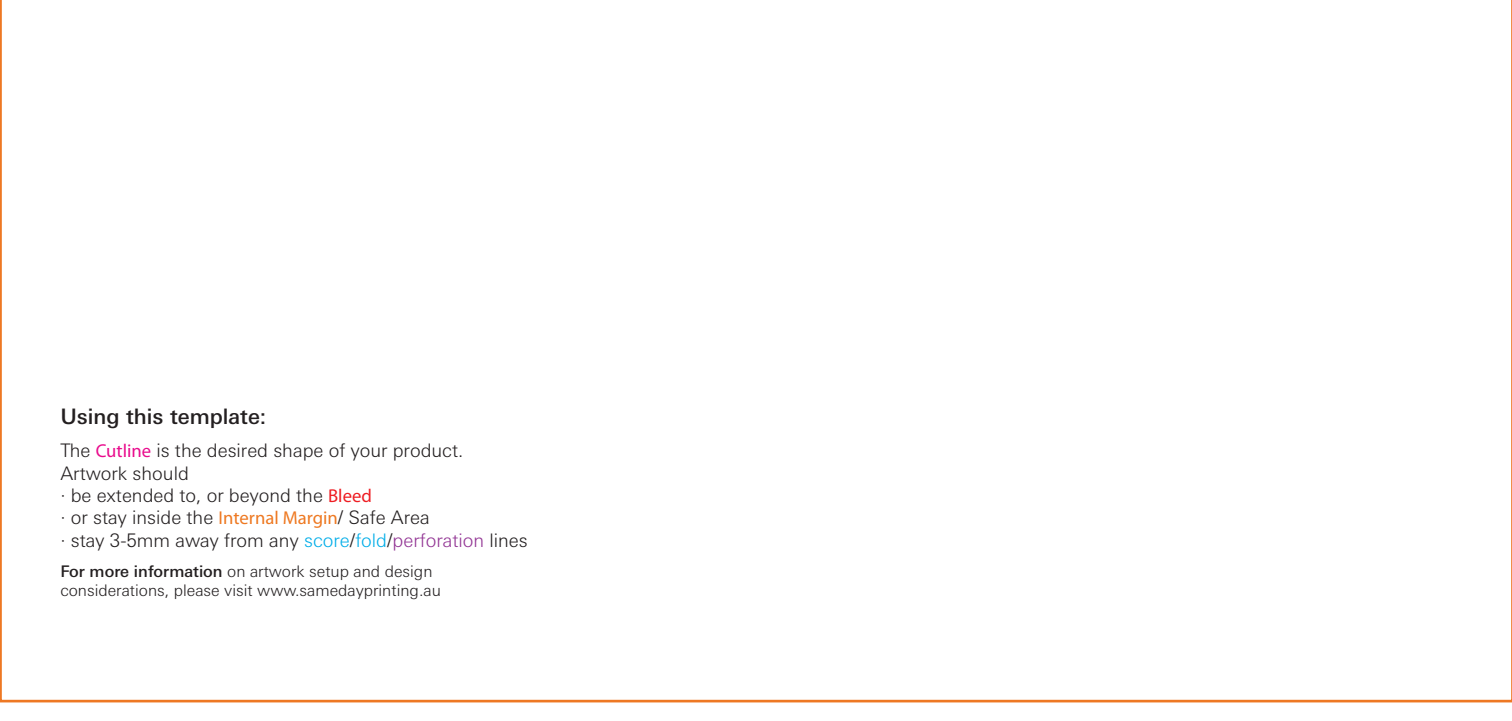 Using this template:
The Cutline is the desired shape of your product.
Artwork should
· be extended to, or beyond the Bleed
· or stay inside the Internal Margin/ Safe Area
· stay 3-5mm away from any score/fold/perforation lines
For more information on artwork setup and design
considerations, please visit www.samedayprinting.au